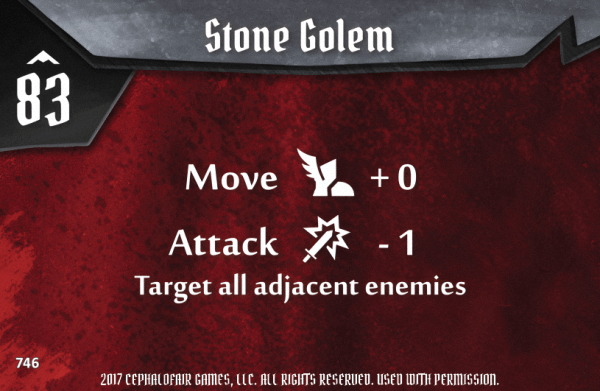 Stone Golem
83
Move + 0
Attack - 1
Target all adjacent enemies
746
2017 CEPHALOFAIR GAMES, LLC. ALL RIGHTS RESERVED. USED WITH PERMISSION.